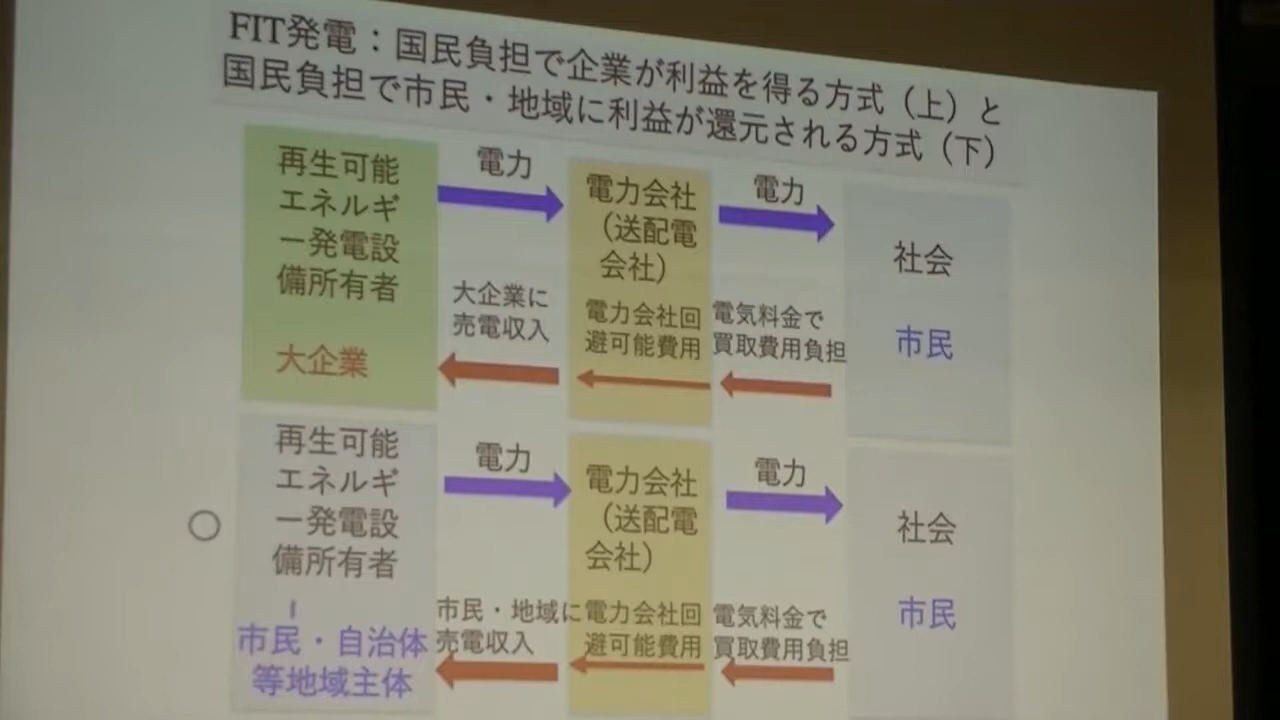 FIT発電：国民負担で企業が利益を得る方式（上）と
国民負担で市民・地域に利益が還元される方式（下）
再生可能
エネルギ
ー発電設
備所有者
大企業
電力
大企業に
売電収入
電力会社
（送配電
会社）
電力会社回
避可能費用
電力
電気料金で
買取費用負担
社会
市民
再生可能
エネルギ
ー発電設
備所有者
市民・自治体
等地域主体
電力
市民・地域に
売電収入
電力会社
（送配電
会社）
電力会社回
避可能費用
電力
電気料金で
買取費用負担
社会
市民